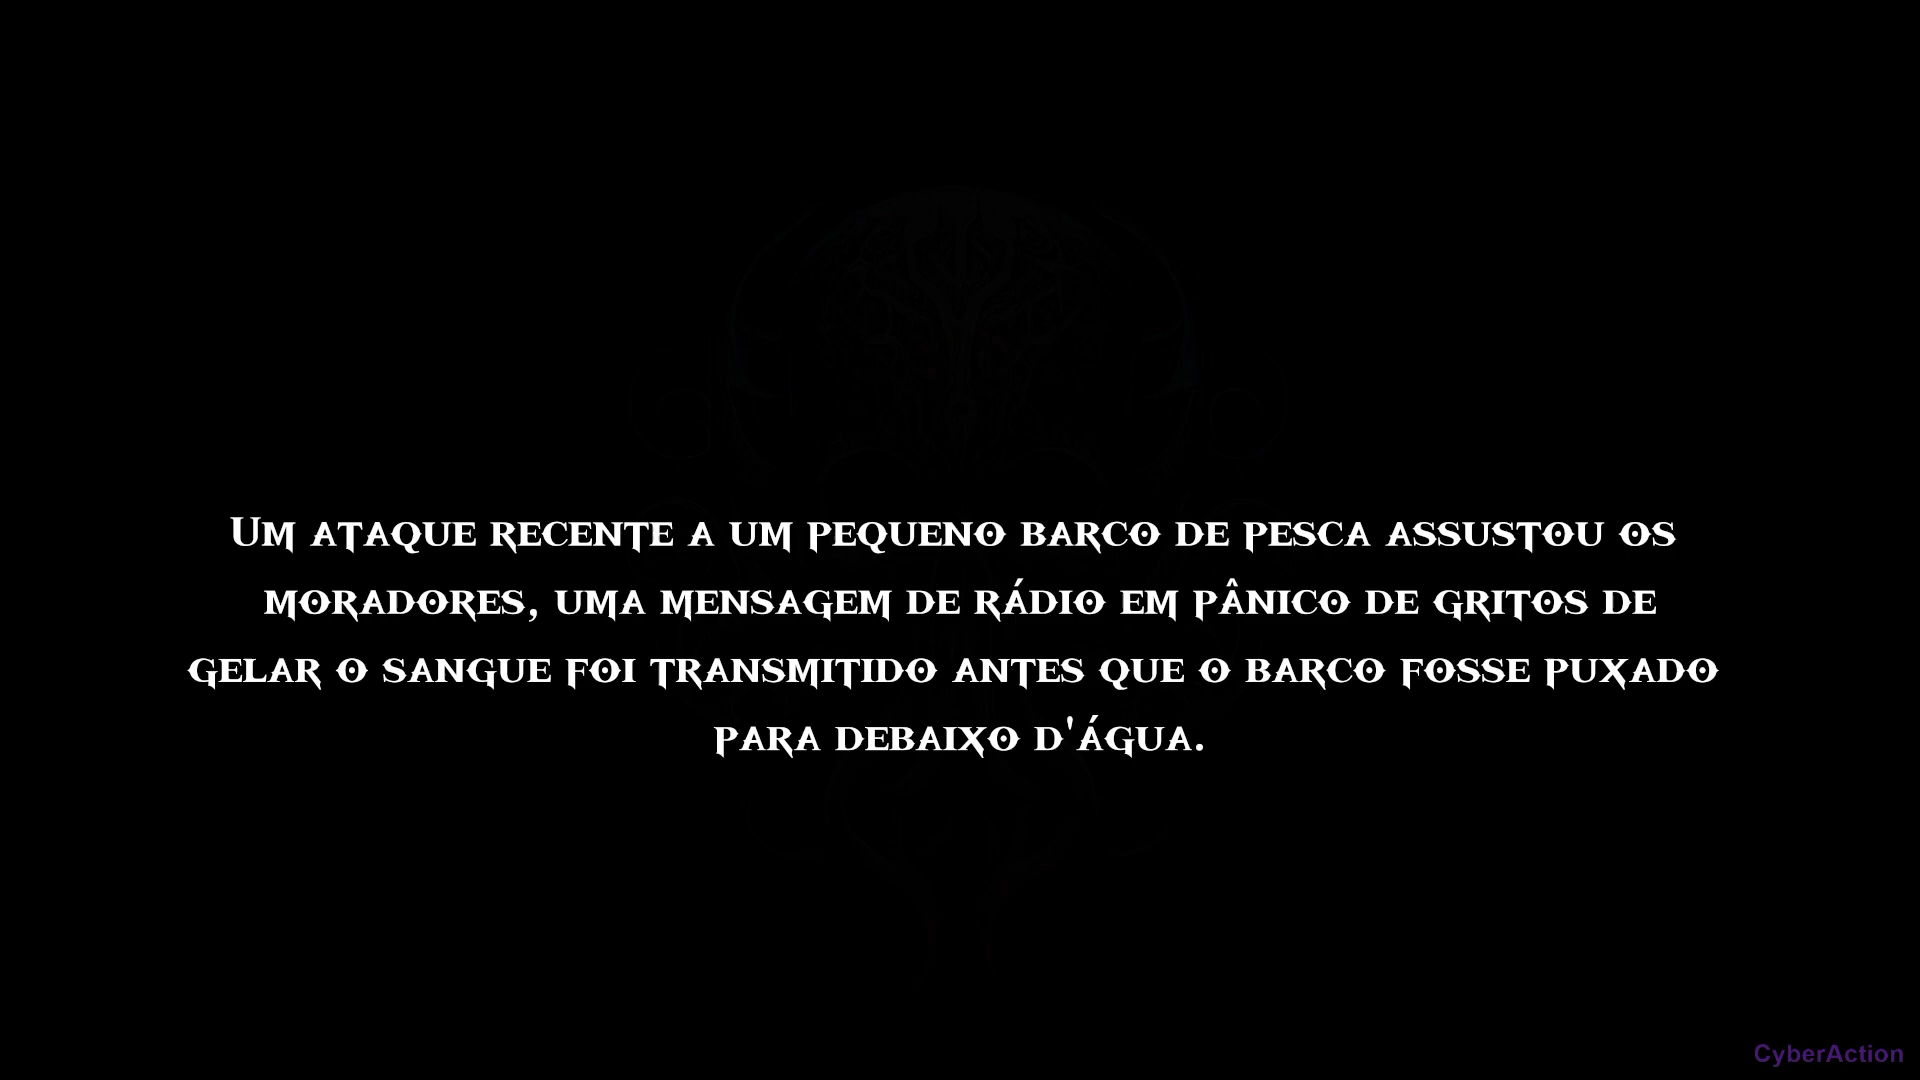 Um ataque recente a um pequeno barco de pesca assustou os
moradores, uma mensagem de rádio em pânico de gritos de
gelar o sangue foi transmitido antes que o barco fosse puxado
para debaixo d'água.
CyberAction